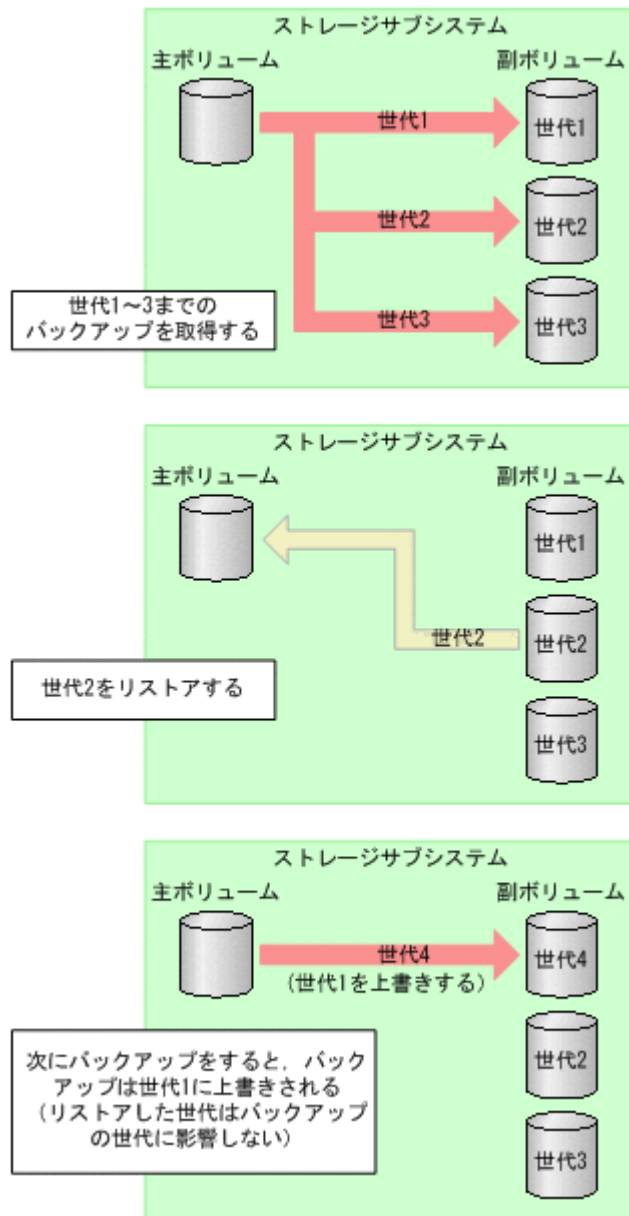 ストレージサブシステム
主ボリューム
副ボリューム
世代1
世代1
世代2
世代2
世代3
世代3
世代1～3までの
バックアップを取得する
ストレージサブシステム
主ボリューム
副ボリューム
世代1
世代2
世代2
世代2をリストアする
世代3
ストレージサブシステム
主ボリューム
副ボリューム
世代4
(世代1を上書きする)
世代4
次にバックアップをすると，バック
アップは世代1に上書きされる
（リストアした世代はバックアップ
の世代に影響しない）
世代2
世代3